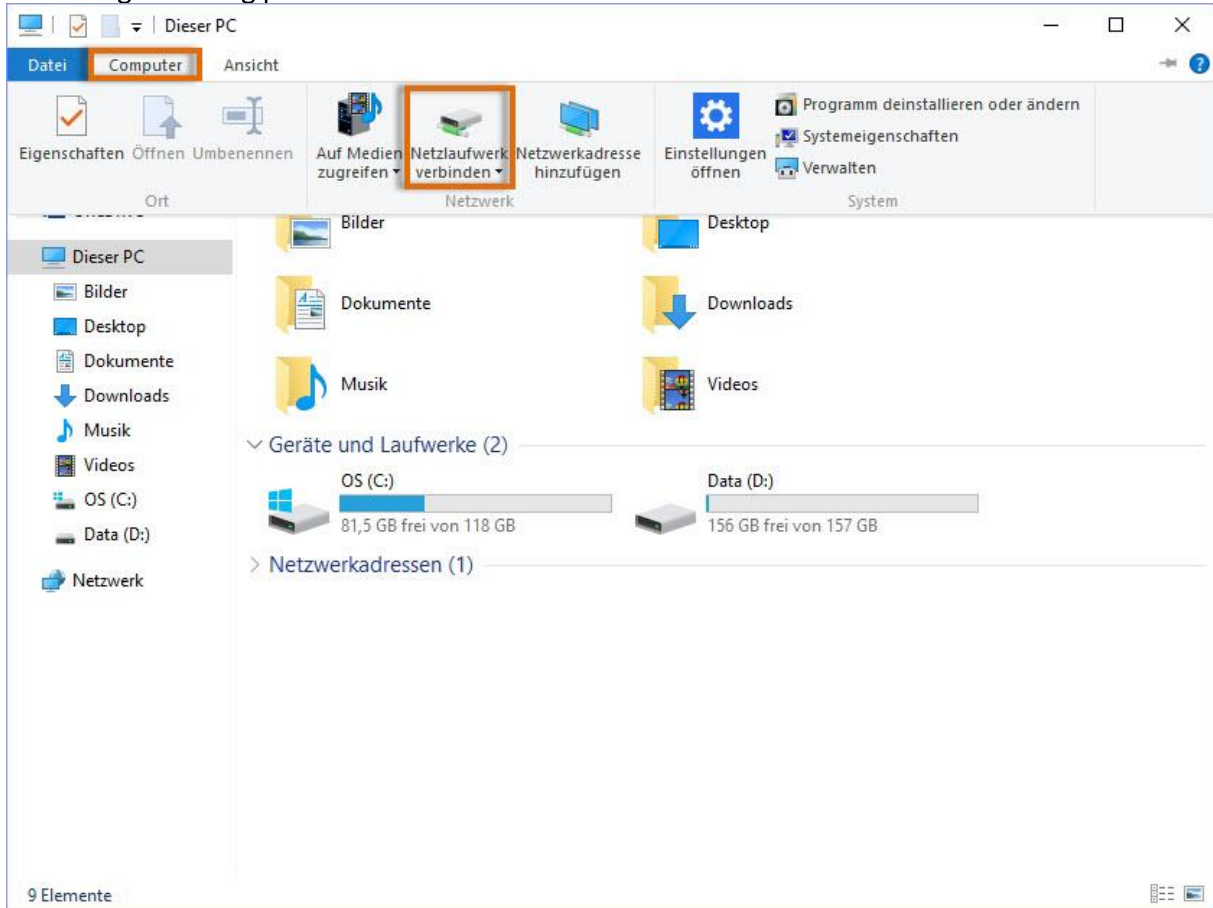 Dieser PC
Datei Computer Ansicht
Eigenschaften Öffnen Umbenennen
Auf Medien zugreifen
Netzlaufwerk verbinden
Netzwerkadresse hinzufügen
Einstellungen öffnen
Programm deinstallieren oder ändern
Systemeigenschaften
Verwalten
Ort Netzwerk System
Dieser PC
Bilder
Desktop
Dokumente
Downloads
Musik
Videos
OS (C:)
Data (D:)
Netzwerk
Bilder Desktop
Dokumente Downloads
Musik Videos
Geräte und Laufwerke (2)
OS (C:)
81,5 GB frei von 118 GB
Data (D:)
156 GB frei von 157 GB
Netzwerkadressen (1)
9 Elemente